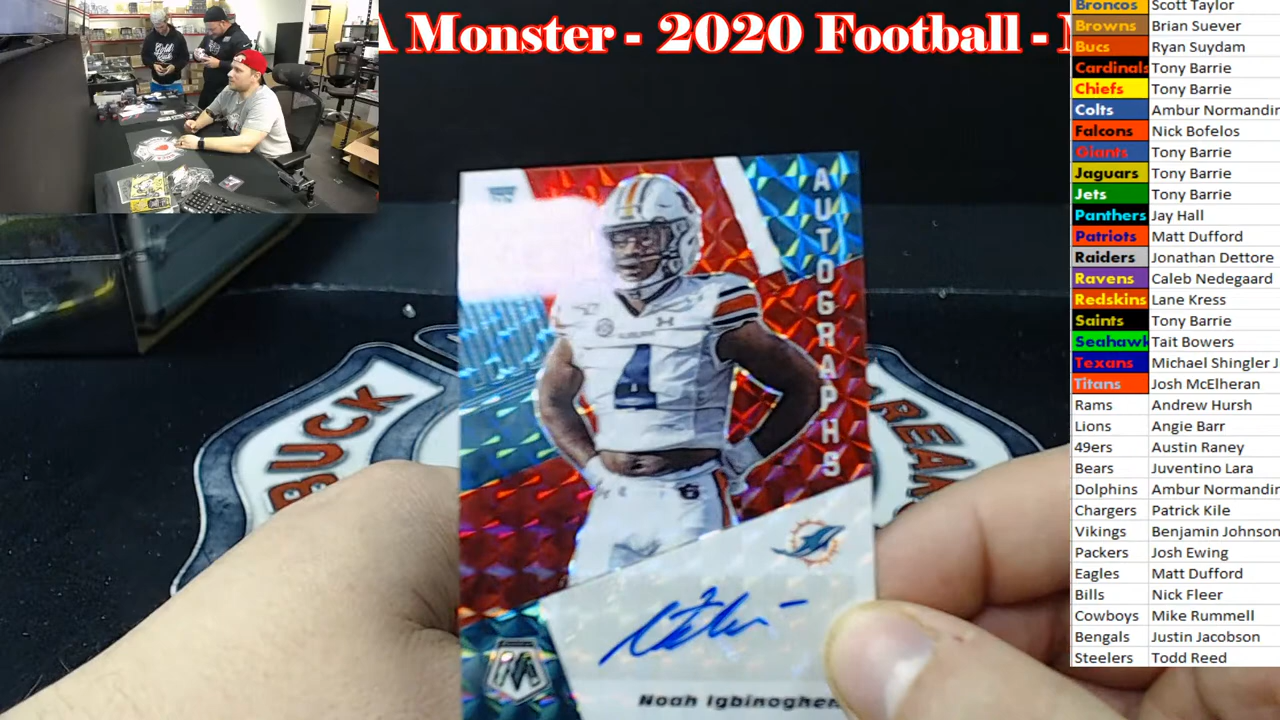 A Monster - 2020 Football -
Broncos Scott Taylor
Browns Brian Suever
Bucs Ryan Suydam
Cardinals Tony Barrie
Chiefs Tony Barrie
Colts Ambur Normandin
Falcons Nick Bofelos
Giants Tony Barrie
Jaguars Tony Barrie
Jets Tony Barrie
Panthers Jay Hall
Patriots Matt Dufford
Raiders Jonathan Dettore
Ravens Caleb Nedegaard
Redskins Lane Kress
Saints Tony Barrie
Seahawk Tait Bowers
Texans Michael Shingler J
Titans Josh McElheran
Rams Andrew Hursh
Lions Angie Barr
49ers Austin Raney
Bears Juventino Lara
Dolphins Ambur Normandin
Chargers Patrick Kile
Vikings Benjamin Johnson
Packers Josh Ewing
Eagles Matt Dufford
Bills Nick Fleer
Cowboys Mike Rummell
Bengals Justin Jacobson
Steelers Todd Reed
AUTOGRAPHS
4
BUCK
BREA
Noah Igbinoghen